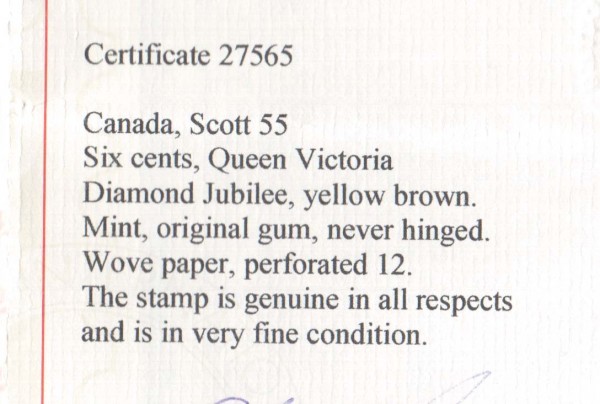 Certificate 27565
Canada, Scott 55
Six cents, Queen Victoria
Diamond Jubilee, yellow brown.
Mint, original gum, never hinged.
Wove paper, perforated 12.
The stamp is genuine in all respects
and is in very fine condition.